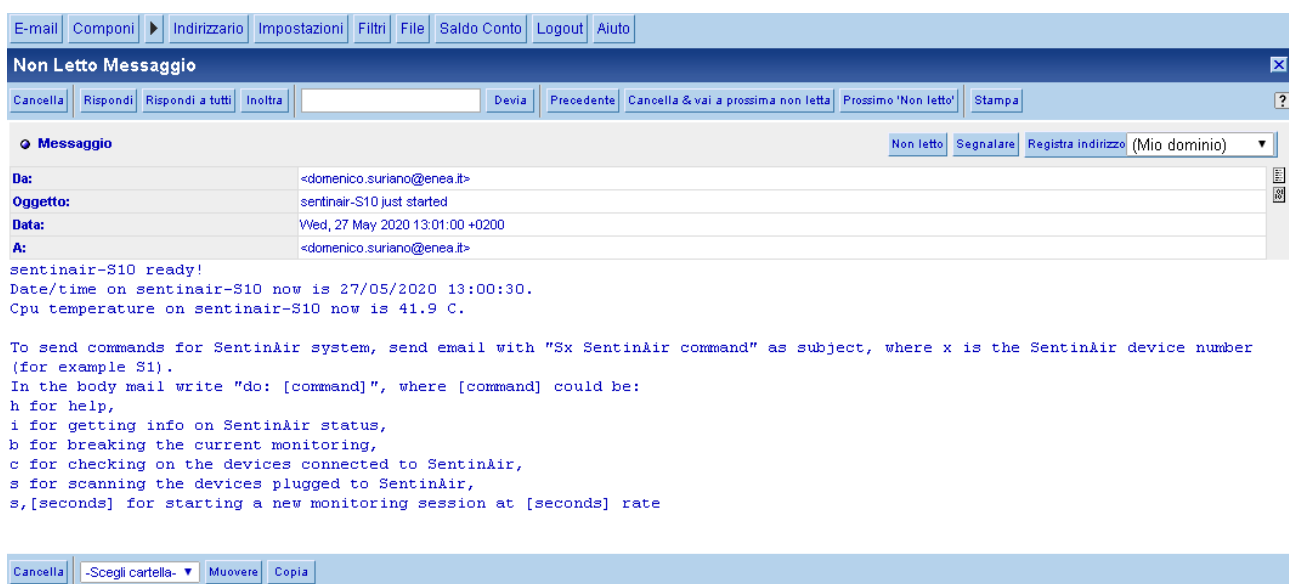 E-mail Componi Indirizzario Impostazioni Filtri File Saldo Conto Logout Aiuto
Non Letto Messaggio
Cancella Rispondi Rispondi a tutti Inoltra Devia Precedente Cancella & vai a prossima non letta Prossimo 'Non letto' Stampa ?
Messaggio Non letto Segnalare Registra indirizzo (Mio dominio)
Da: <domenico.suriano@enea.it>
Oggetto: sentinair-S10 just started
Data: Wed, 27 May 2020 13:01:00 +0200
A: <domenico.suriano@enea.it>
sentinair-S10 ready!
Date/time on sentinair-S10 now is 27/05/2020 13:00:30.
Cpu temperature on sentinair-S10 now is 41.9 C.
To send commands for SentinAir system, send email with "Sx SentinAir command" as subject, where x is the SentinAir device number
(for example S1).
In the body mail write "do: [command]", where [command] could be:
h for help,
i for getting info on SentinAir status,
b for breaking the current monitoring,
c for checking on the devices connected to SentinAir,
s for scanning the devices plugged to SentinAir,
s,[seconds] for starting a new monitoring session at [seconds] rate
Cancella -Scegli cartella- Muovere Copia